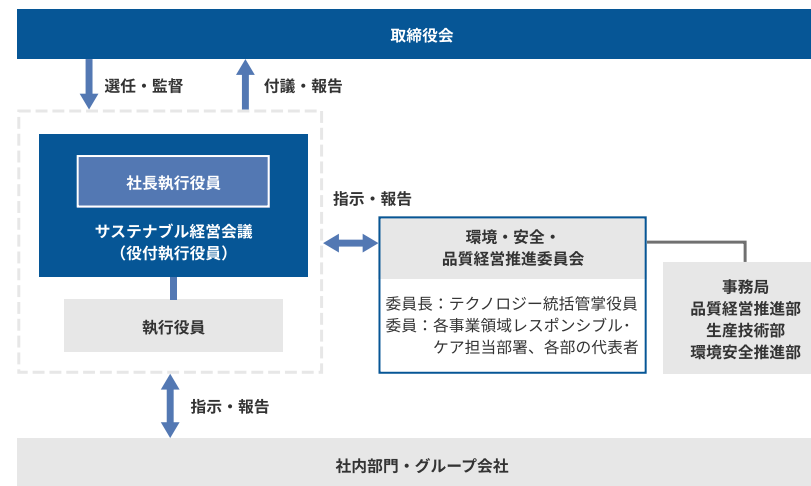 取締役会
選任・監督
付議・報告
社長執行役員
サステナブル経営会議
（役付執行役員）
執行役員
指示・報告
環境・安全・
品質経営推進委員会
委員長：テクノロジー統括管掌役員
委員：各事業領域レスポンシブル・
ケア担当部署、各部の代表者
事務局
品質経営推進部
生産技術部
環境安全推進部
指示・報告
社内部門・グループ会社